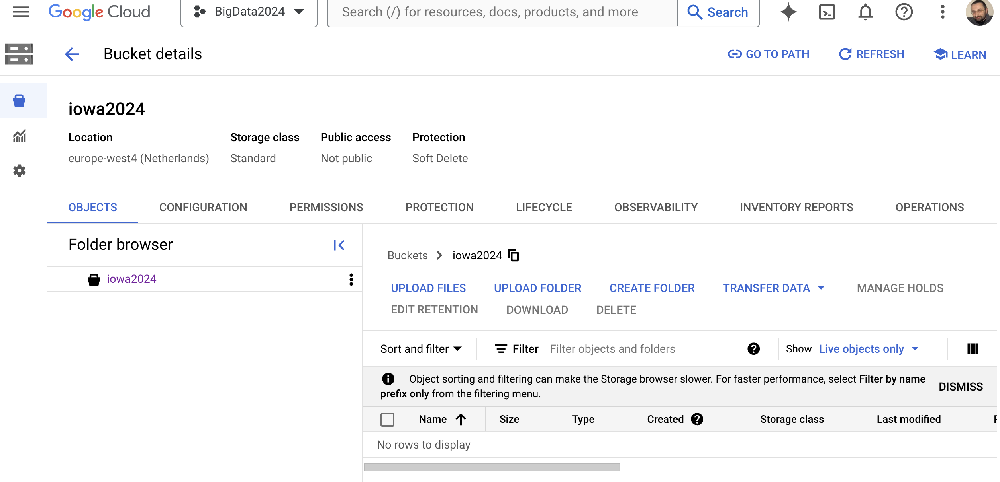 Google Cloud
BigData2024
Search (/) for resources, docs, products, and more
Search
Bucket details
GO TO PATH
REFRESH
LEARN
iowa2024
Location
Storage class
Public access
Protection
europe-west4 (Netherlands)
Standard
Not public
Soft Delete
OBJECTS
CONFIGURATION
PERMISSIONS
PROTECTION
LIFECYCLE
OBSERVABILITY
INVENTORY REPORTS
OPERATIONS
Folder browser
iowa2024
Buckets
iowa2024
UPLOAD FILES
UPLOAD FOLDER
CREATE FOLDER
TRANSFER DATA
MANAGE HOLDS
EDIT RETENTION
DOWNLOAD
DELETE
Sort and filter
Filter
Filter objects and folders
Show
Live objects only
Object sorting and filtering can make the Storage browser slower. For faster performance, select Filter by name
prefix only from the filtering menu.
DISMISS
Name
Size
Type
Created
Storage class
Last modified
No rows to display